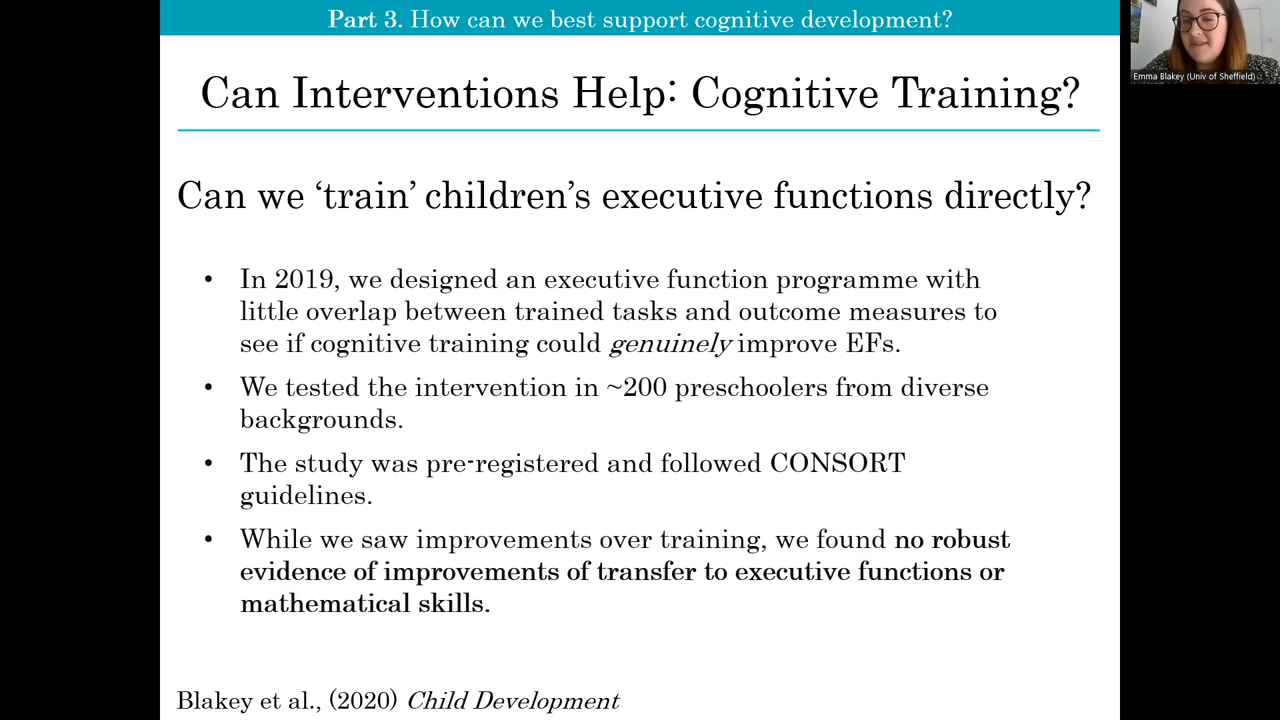 Part 3. How can we best support cognitive development?
Emma Blakey (Univ of Sheffield)
Can Interventions Help: Cognitive Training?
Can we ‘train’ children’s executive functions directly?
• In 2019, we designed an executive function programme with
little overlap between trained tasks and outcome measures to
see if cognitive training could genuinely improve EFs.
• We tested the intervention in ~200 preschoolers from diverse
backgrounds.
• The study was pre-registered and followed CONSORT
guidelines.
• While we saw improvements over training, we found no robust
evidence of improvements of transfer to executive functions or
mathematical skills.
Blakey et al., (2020) Child Development